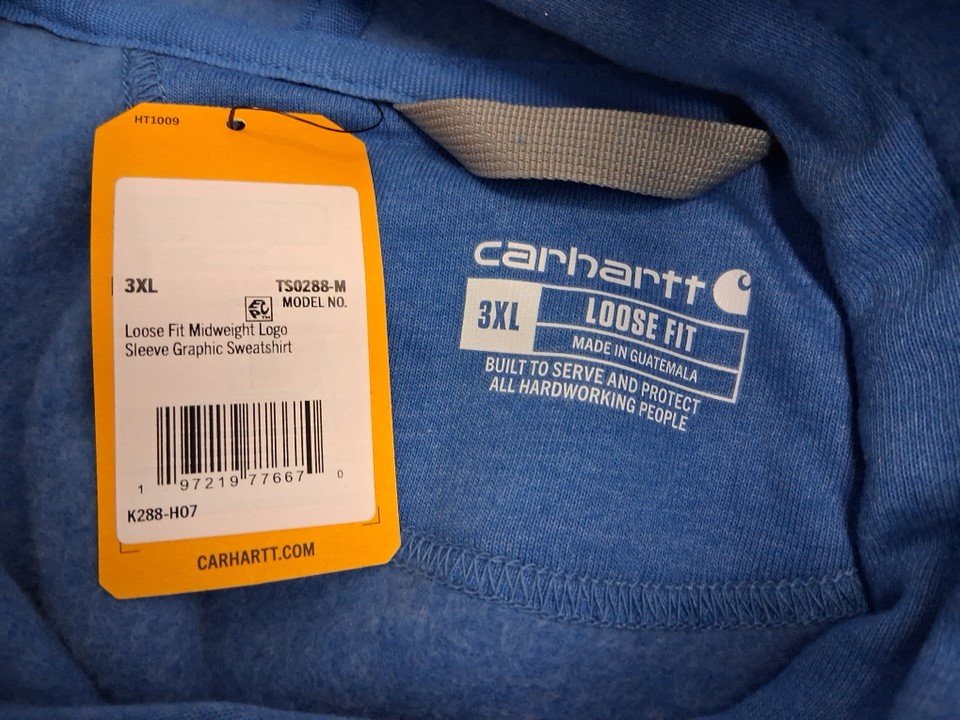 HT1009
3XL TS0288-M
MODEL NO.
Loose Fit Midweight Logo
Sleeve Graphic Sweatshirt
1 97219 77667 0
K288-H07
CARHARTT.COM
carhartt
3XL LOOSE FIT
MADE IN GUATEMALA
BUILT TO SERVE AND PROTECT
ALL HARDWORKING PEOPLE